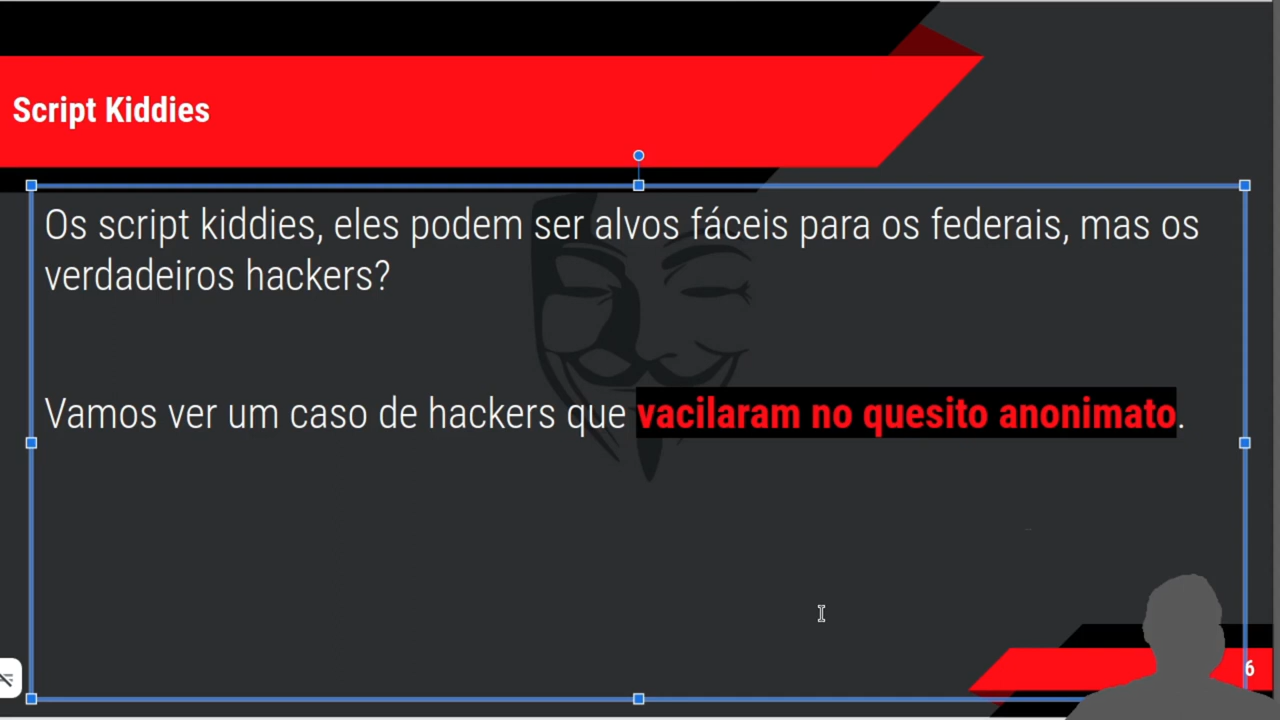 Script Kiddies
Os script kiddies, eles podem ser alvos fáceis para os federais, mas os
verdadeiros hackers?
Vamos ver um caso de hackers que vacilaram no quesito anonimato.
6